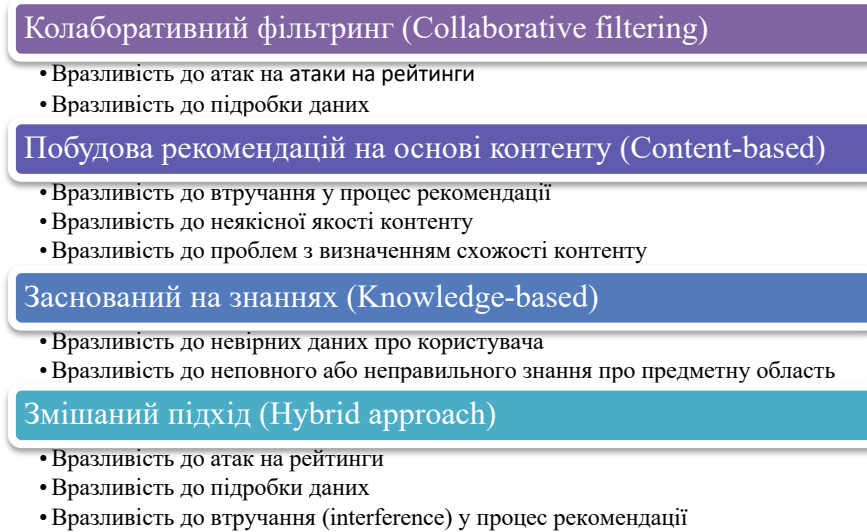 Колаборативний фільтринг (Collaborative filtering)
• Вразливість до атак на атаки на рейтинги
• Вразливість до підробки даних
Побудова рекомендацій на основі контенту (Content-based)
• Вразливість до втручання у процес рекомендації
• Вразливість до неякісної якості контенту
• Вразливість до проблем з визначенням схожості контенту
Заснований на знаннях (Knowledge-based)
• Вразливість до невірних даних про користувача
• Вразливість до неповного або неправильного знання про предметну область
Змішаний підхід (Hybrid approach)
• Вразливість до атак на рейтинги
• Вразливість до підробки даних
• Вразливість до втручання (interference) у процес рекомендації